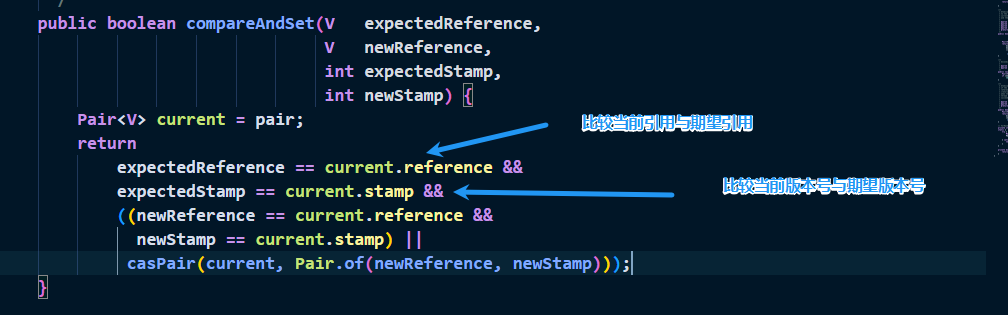 public boolean compareAndSet(V   expectedReference,
V   newReference,
int expectedStamp,
int newStamp) {
Pair<V> current = pair;
return
expectedReference == current.reference &&
expectedStamp == current.stamp &&
((newReference == current.reference &&
newStamp == current.stamp) ||
casPair(current, Pair.of(newReference, newStamp)));
}
比较当前引用与期望引用
比较当前版本号与期望版本号